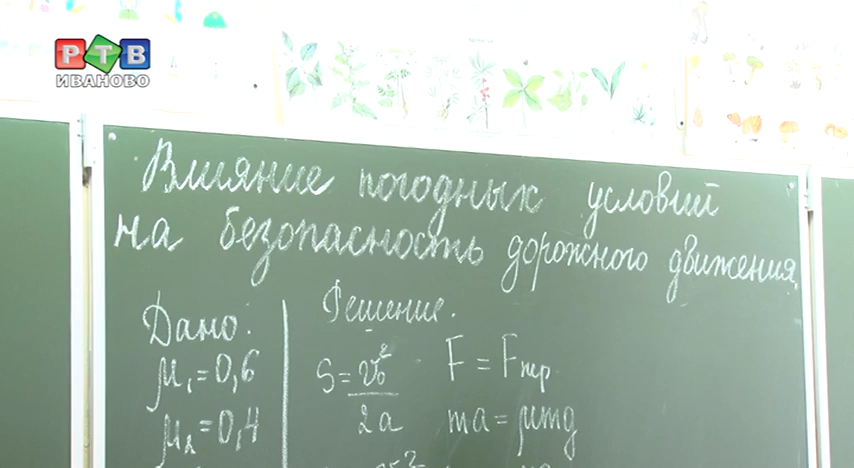 РТВ
ИВАНОВО
Влияние погодных условий
на безопасность дорожного движения.
Дано:
Решение.
μ₁=0,6
S=v₀²/2a
F=Fтр.
μ₂=0,4
ma=μmg